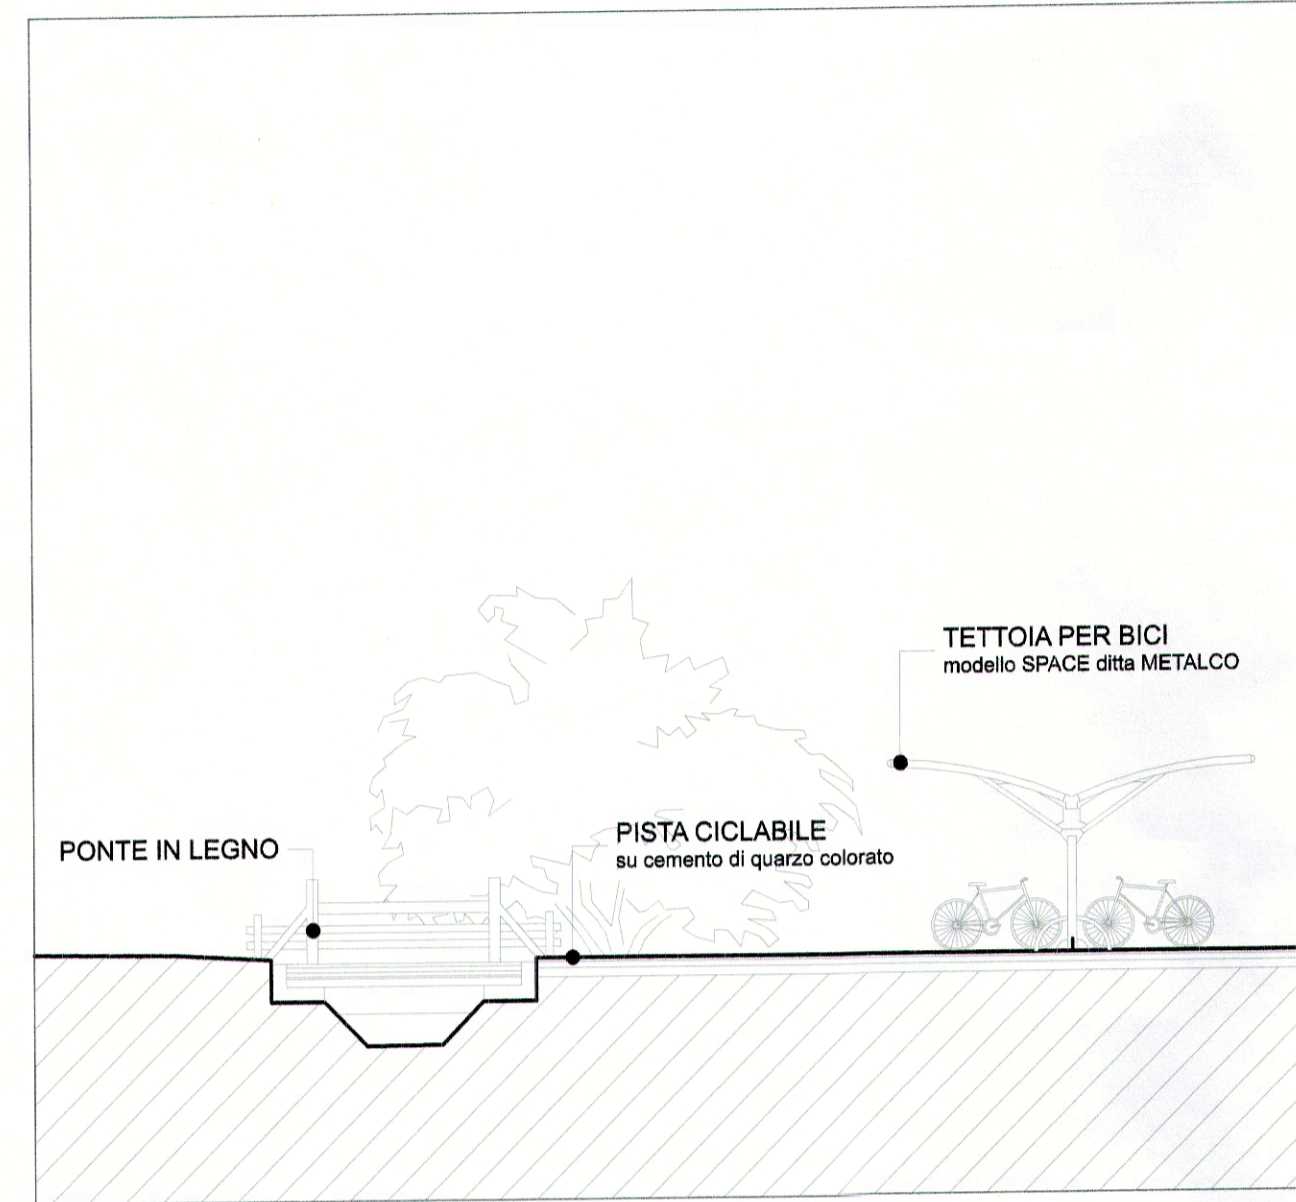 TETTOIA PER BICI
modello SPACE ditta METALCO
PISTA CICLABILE
su cemento di quarzo colorato
PONTE IN LEGNO